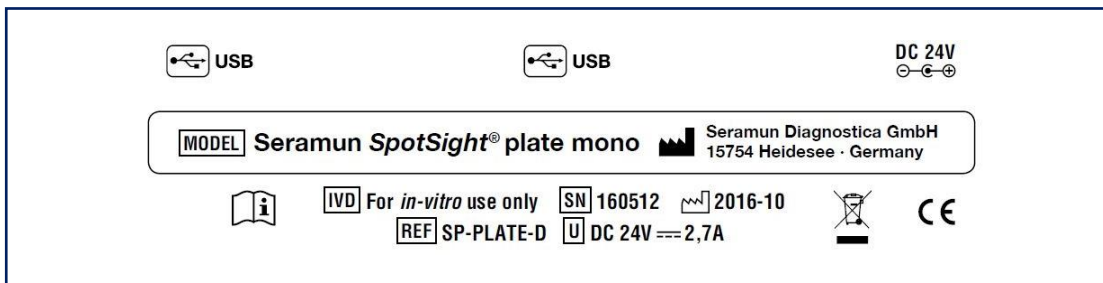 USB USB DC 24V
MODEL Seramun SpotSight® plate mono Seramun Diagnostica GmbH
15754 Heidesee · Germany
i IVD For in-vitro use only SN 160512 2016-10 CE
REF SP-PLATE-D U DC 24V ⎓ 2,7A